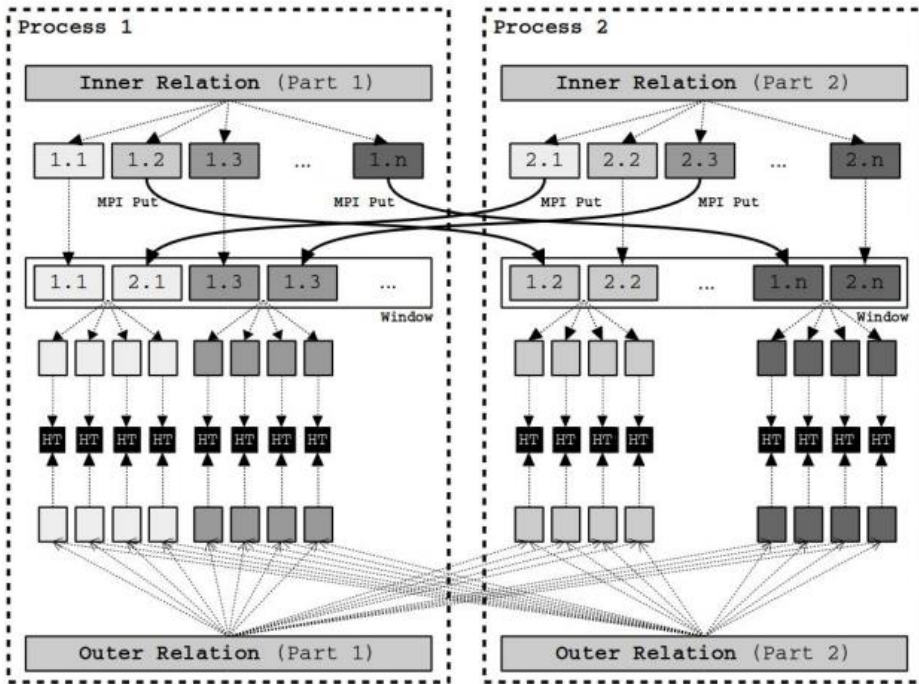 Process 1
Process 2
Inner Relation (Part 1)
Inner Relation (Part 2)
1.1 1.2 1.3 ... 1.n
2.1 2.2 2.3 ... 2.n
MPI Put MPI Put MPI Put MPI Put
1.1 2.1 1.3 1.3 ...
1.2 2.2 ... 1.n 2.n
Window
Window
HT HT HT HT HT HT HT HT
HT HT HT HT HT HT HT HT
Outer Relation (Part 1)
Outer Relation (Part 2)